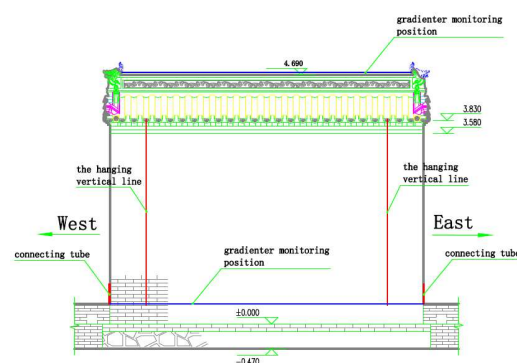 gradienter monitoring
position
4.690
3.830
3.580
the hanging
vertical line
the hanging
vertical line
West
East
connecting tube
gradienter monitoring
position
connecting tube
±0.000
-0.470